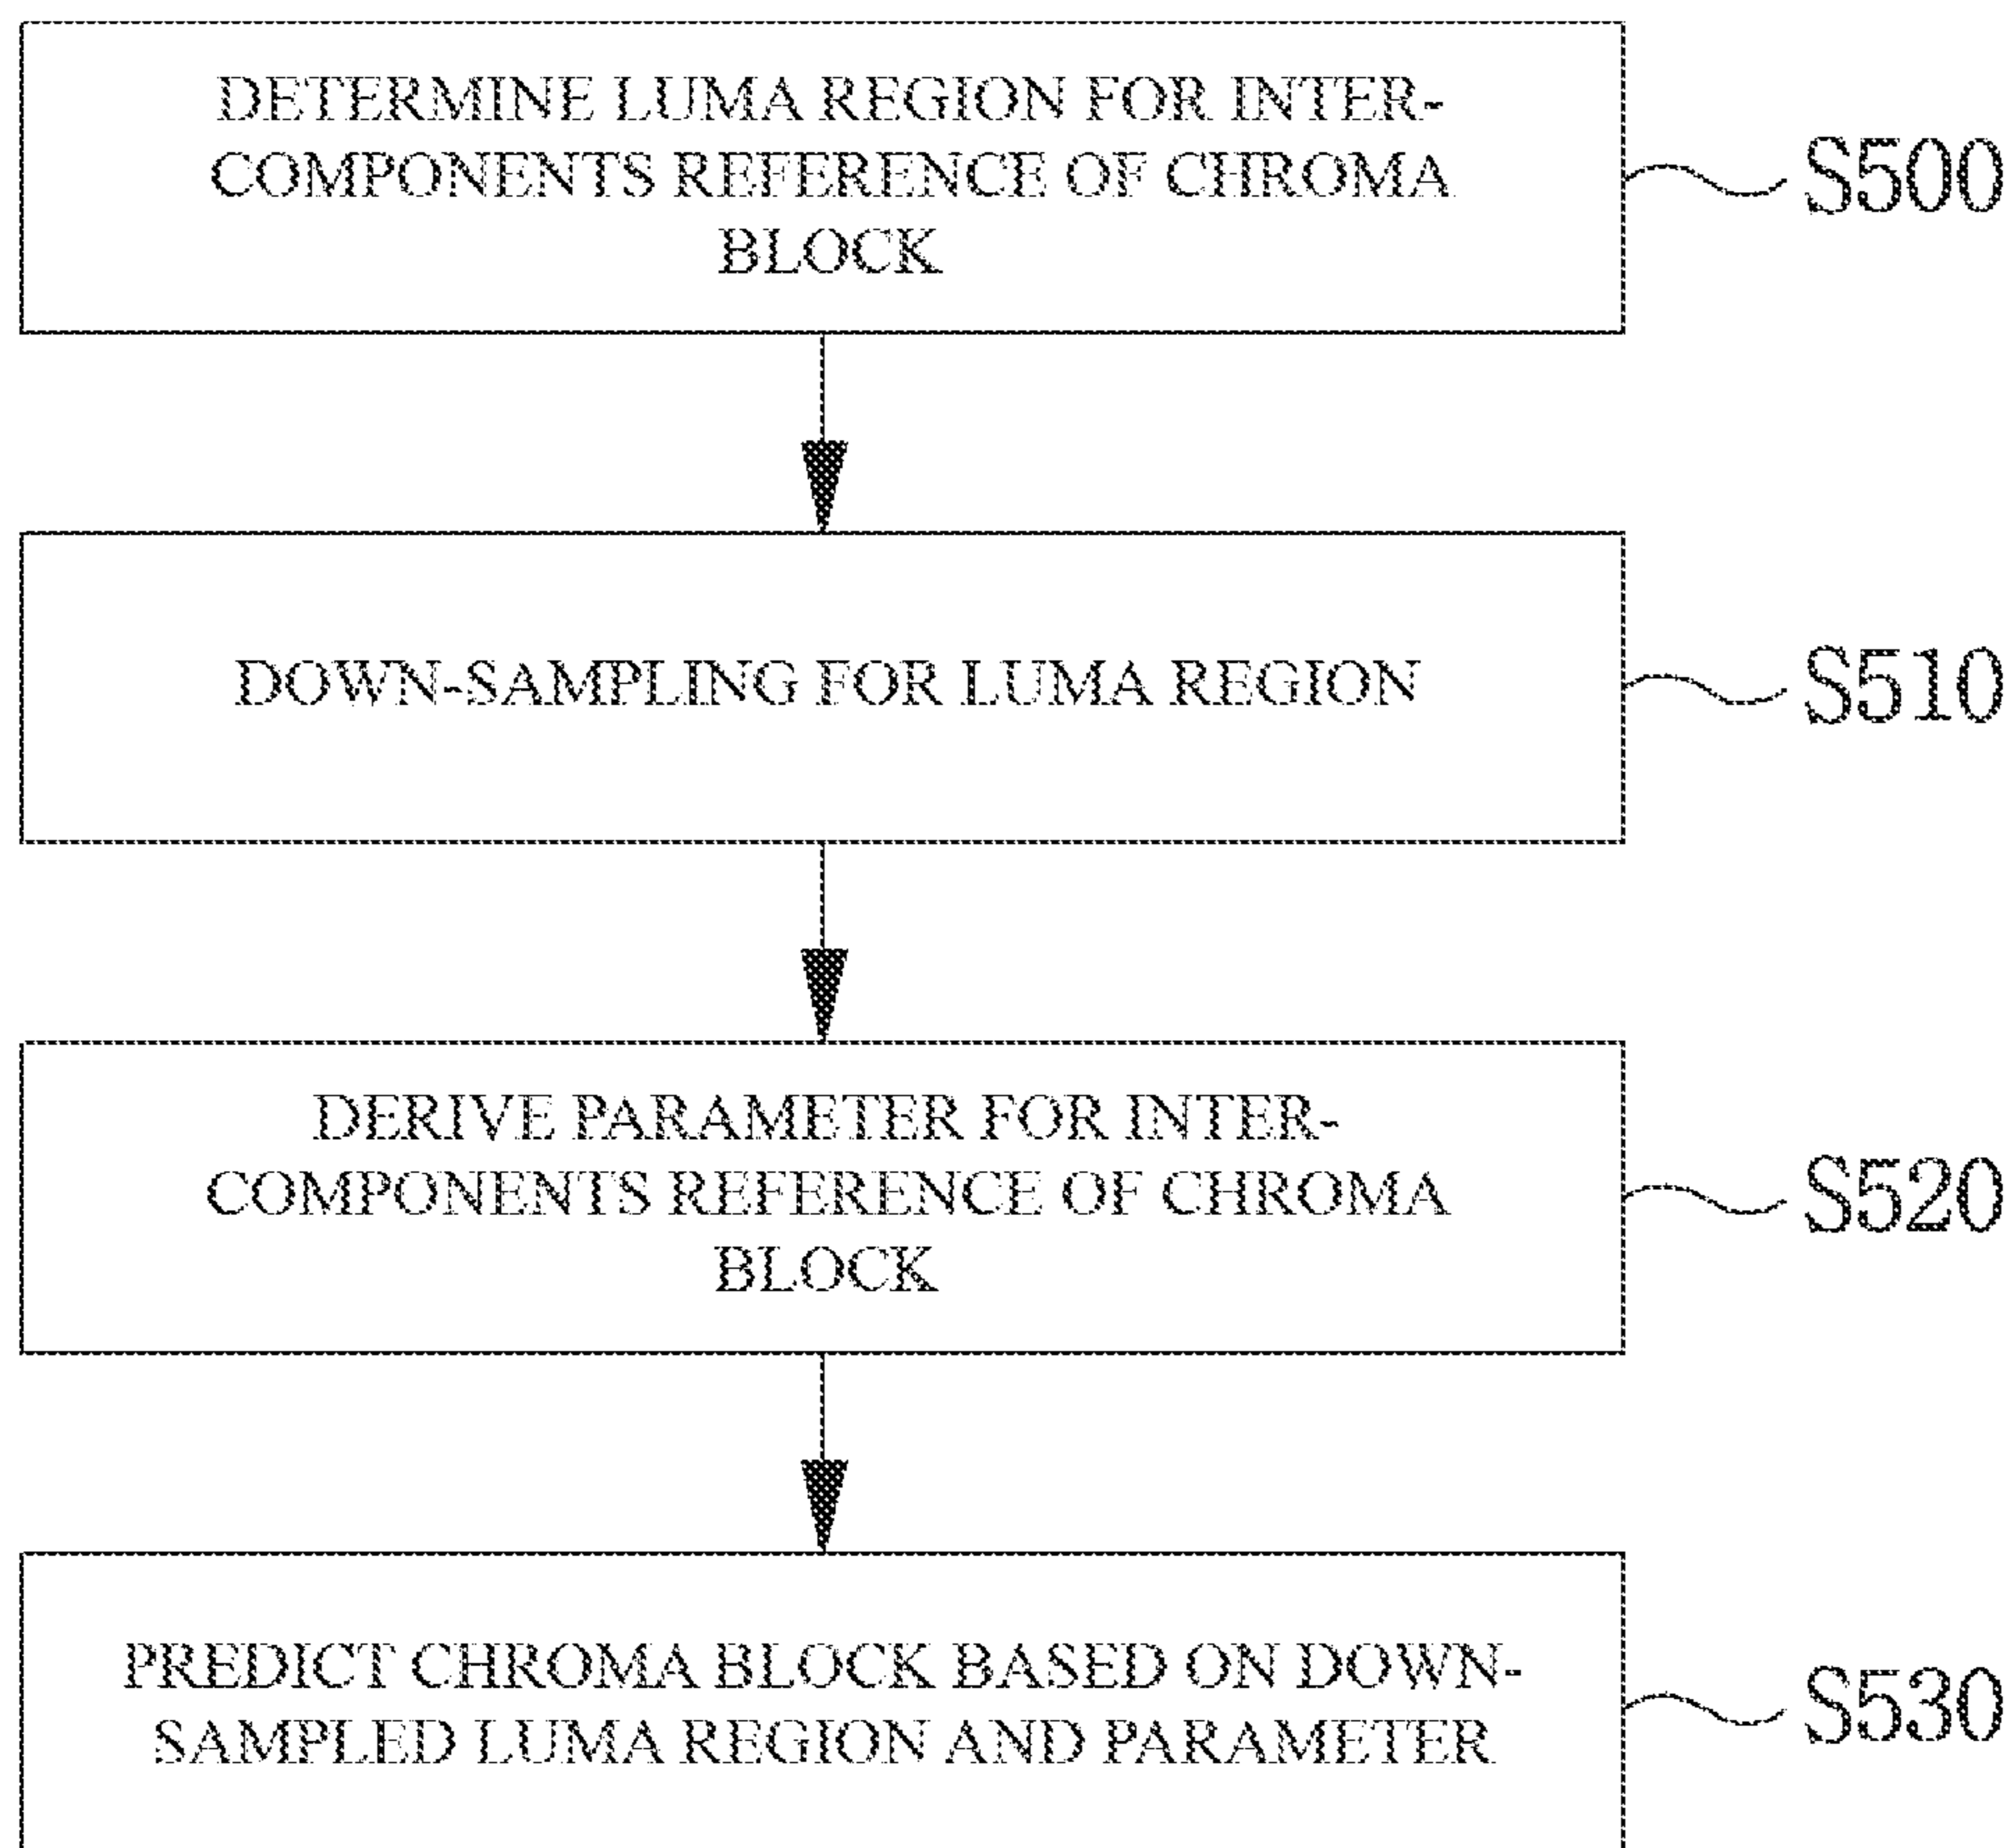 DETERMINE LUMA REGION FOR INTER-
COMPONENTS REFERENCE OF CHROMA
BLOCK
S500
DOWN-SAMPLING FOR LUMA REGION
S510
DERIVE PARAMETER FOR INTER-
COMPONENTS REFERENCE OF CHROMA
BLOCK
S520
PREDICT CHROMA BLOCK BASED ON DOWN-
SAMPLED LUMA REGION AND PARAMETER
S530